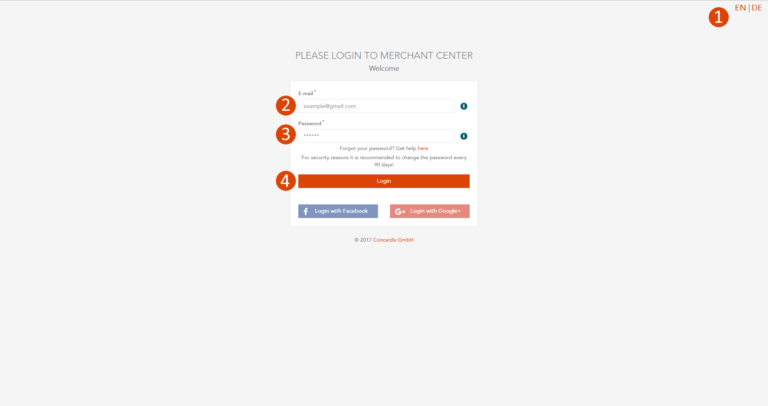 1 EN | DE
PLEASE LOGIN TO MERCHANT CENTER
Welcome
E-mail*
2 example@gmail.com
Password*
3 ******
Forgot your password? Get help here
For security reasons it is recommended to change the password every
90 days!
4 Login
f Login with Facebook
G+ Login with Google+
© 2017 Concardis GmbH